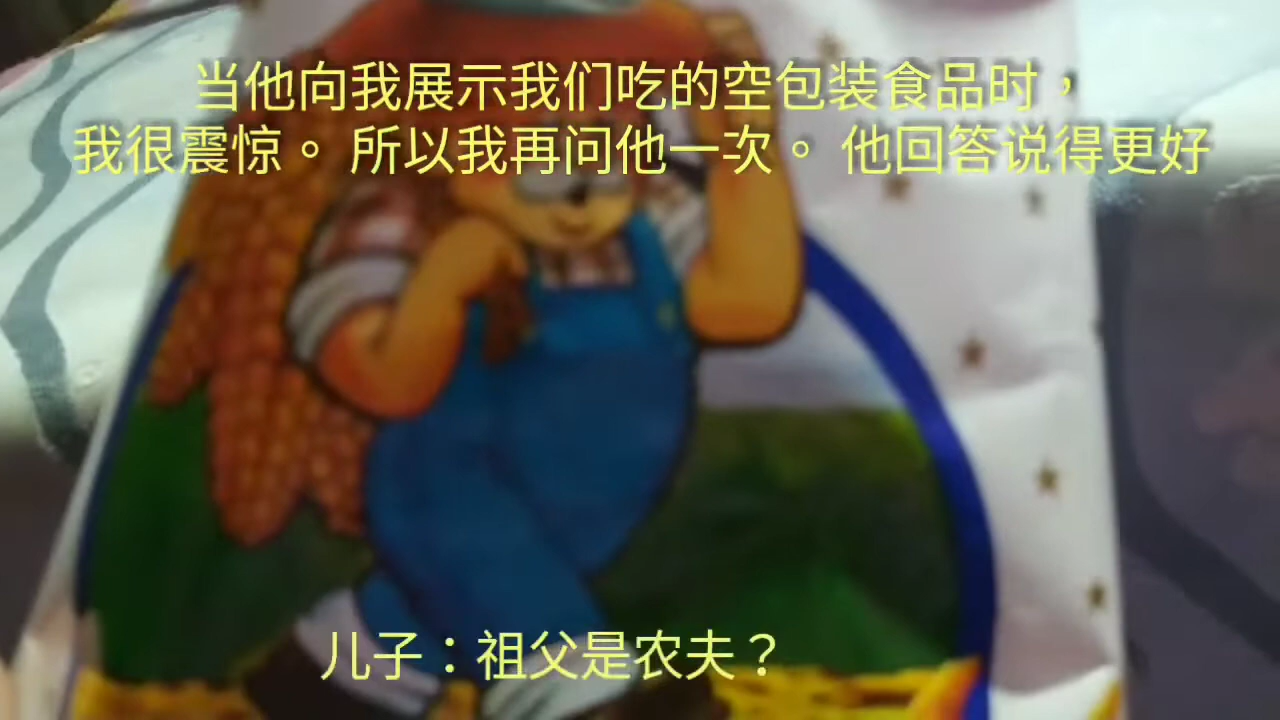 当他向我展示我们吃的空包装食品时，
我很震惊。 所以我再问他一次。 他回答说得更好
儿子：祖父是农夫？